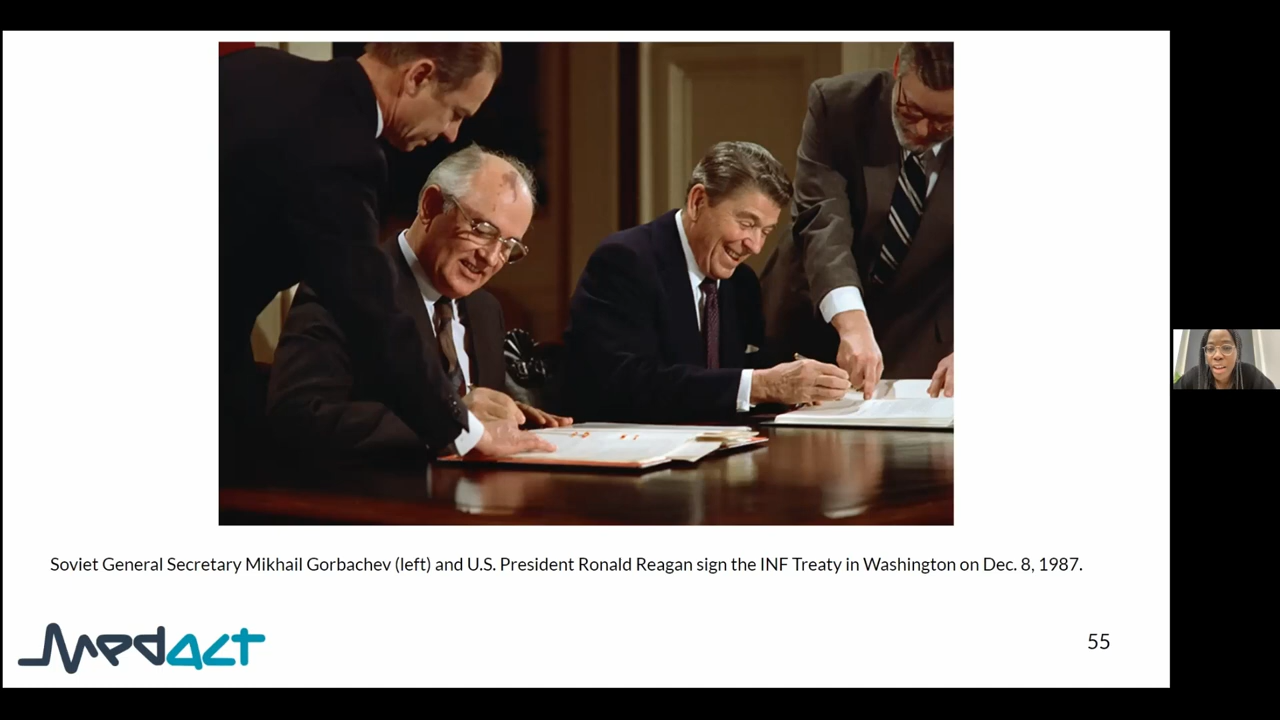 Soviet General Secretary Mikhail Gorbachev (left) and U.S. President Ronald Reagan sign the INF Treaty in Washington on Dec. 8, 1987.
Medact
55